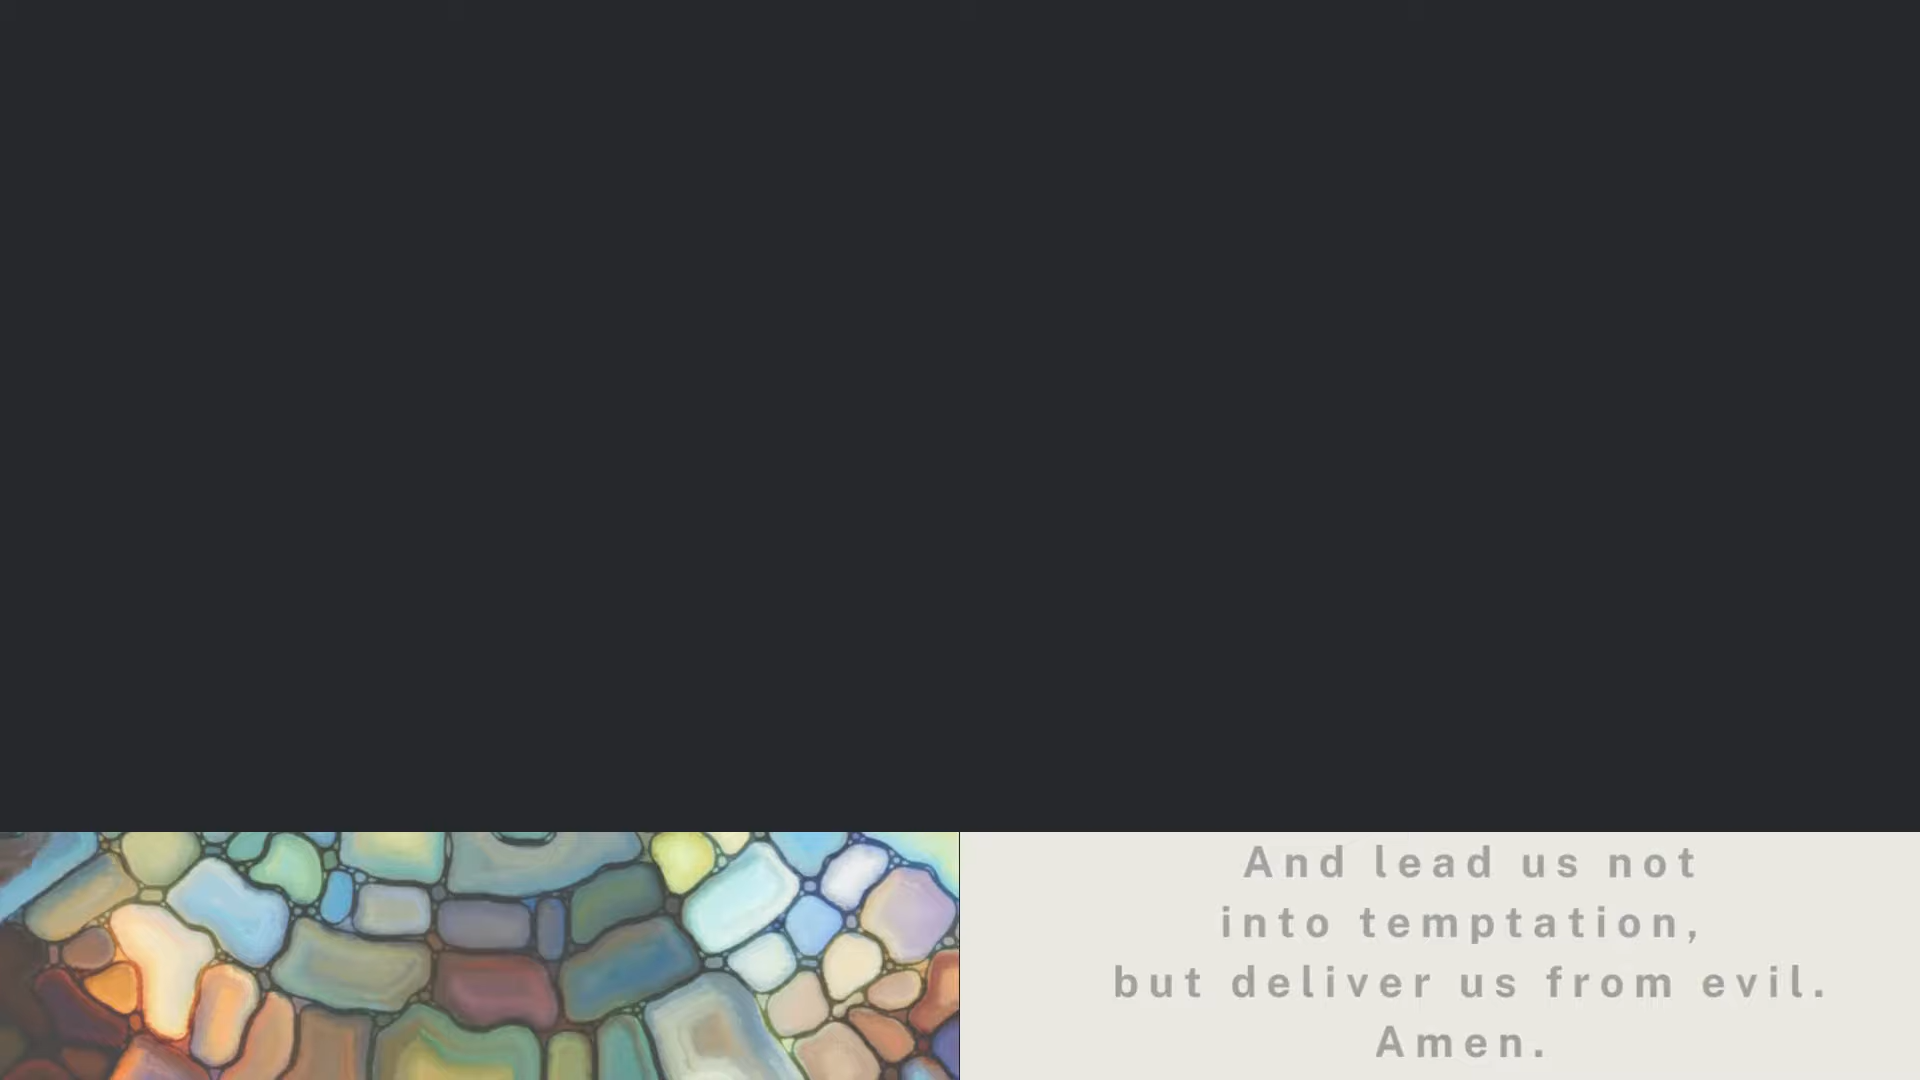 And lead us not
into temptation,
but deliver us from evil.
Amen.